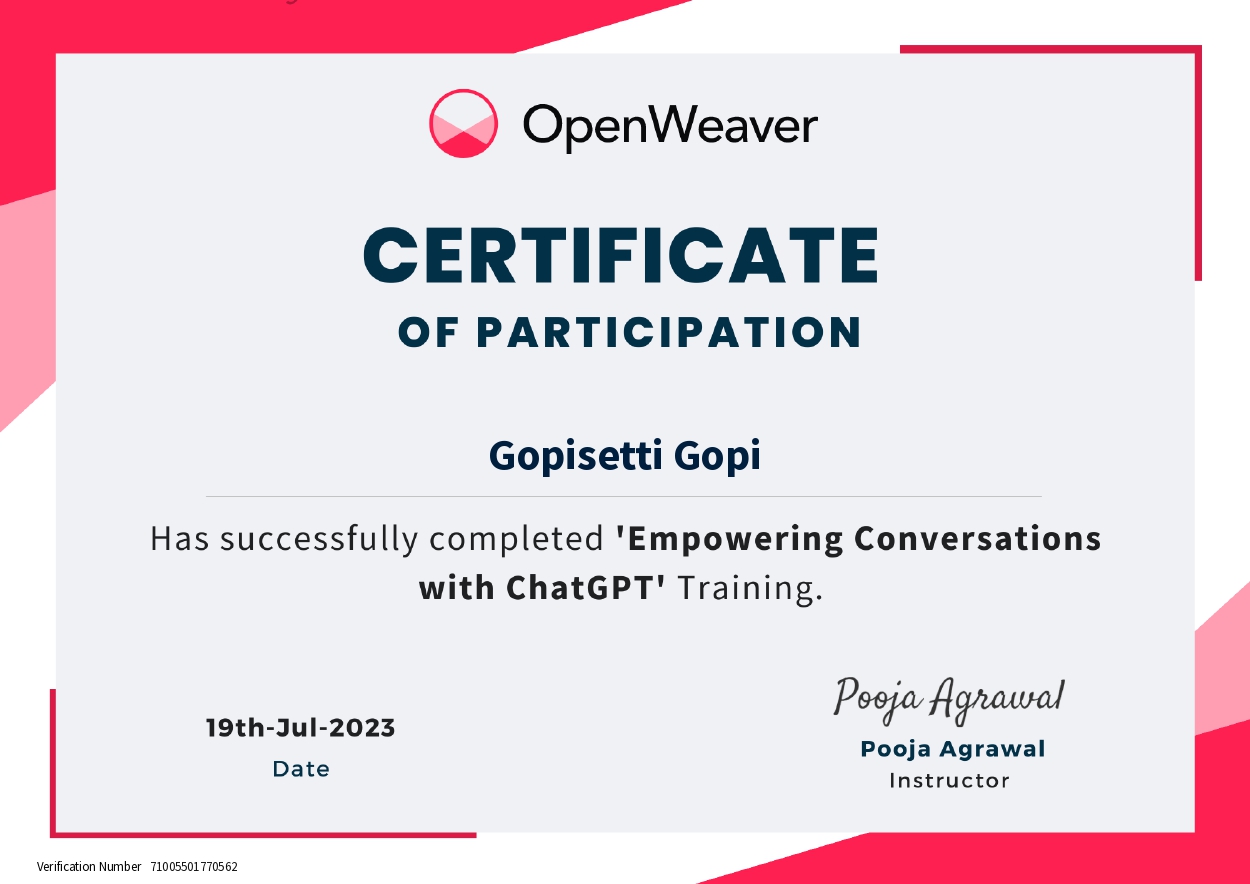 OpenWeaver
CERTIFICATE
OF PARTICIPATION
Gopisetti Gopi
Has successfully completed 'Empowering Conversations
with ChatGPT' Training.
Pooja Agrawal
19th-Jul-2023
Pooja Agrawal
Date
Instructor
Verification Number 71005501770562